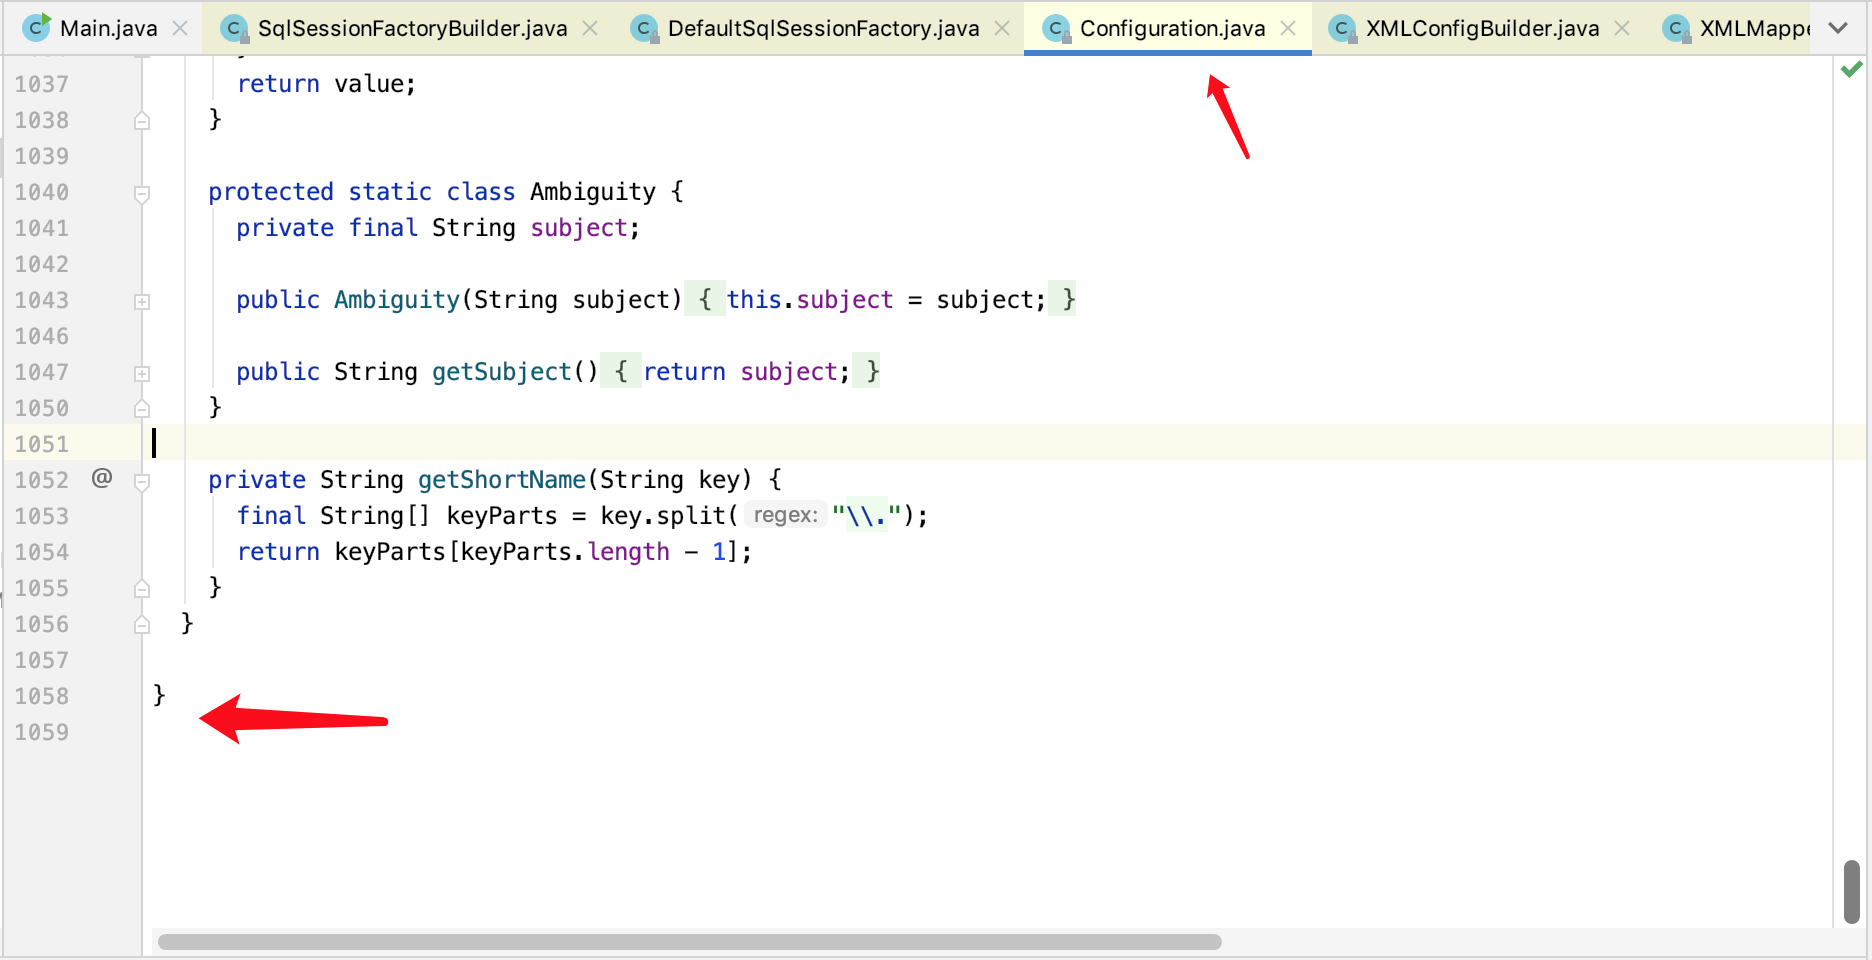 Main.java SqlSessionFactoryBuilder.java DefaultSqlSessionFactory.java Configuration.java XMLConfigBuilder.java XMLMappe
1037 return value;
1038 }
1039
1040 protected static class Ambiguity {
1041 private final String subject;
1042
1043 public Ambiguity(String subject) { this.subject = subject; }
1046
1047 public String getSubject() { return subject; }
1050 }
1051
1052 @ private String getShortName(String key) {
1053 final String[] keyParts = key.split( regex: "\\.");
1054 return keyParts[keyParts.length - 1];
1055 }
1056 }
1057
1058 }
1059